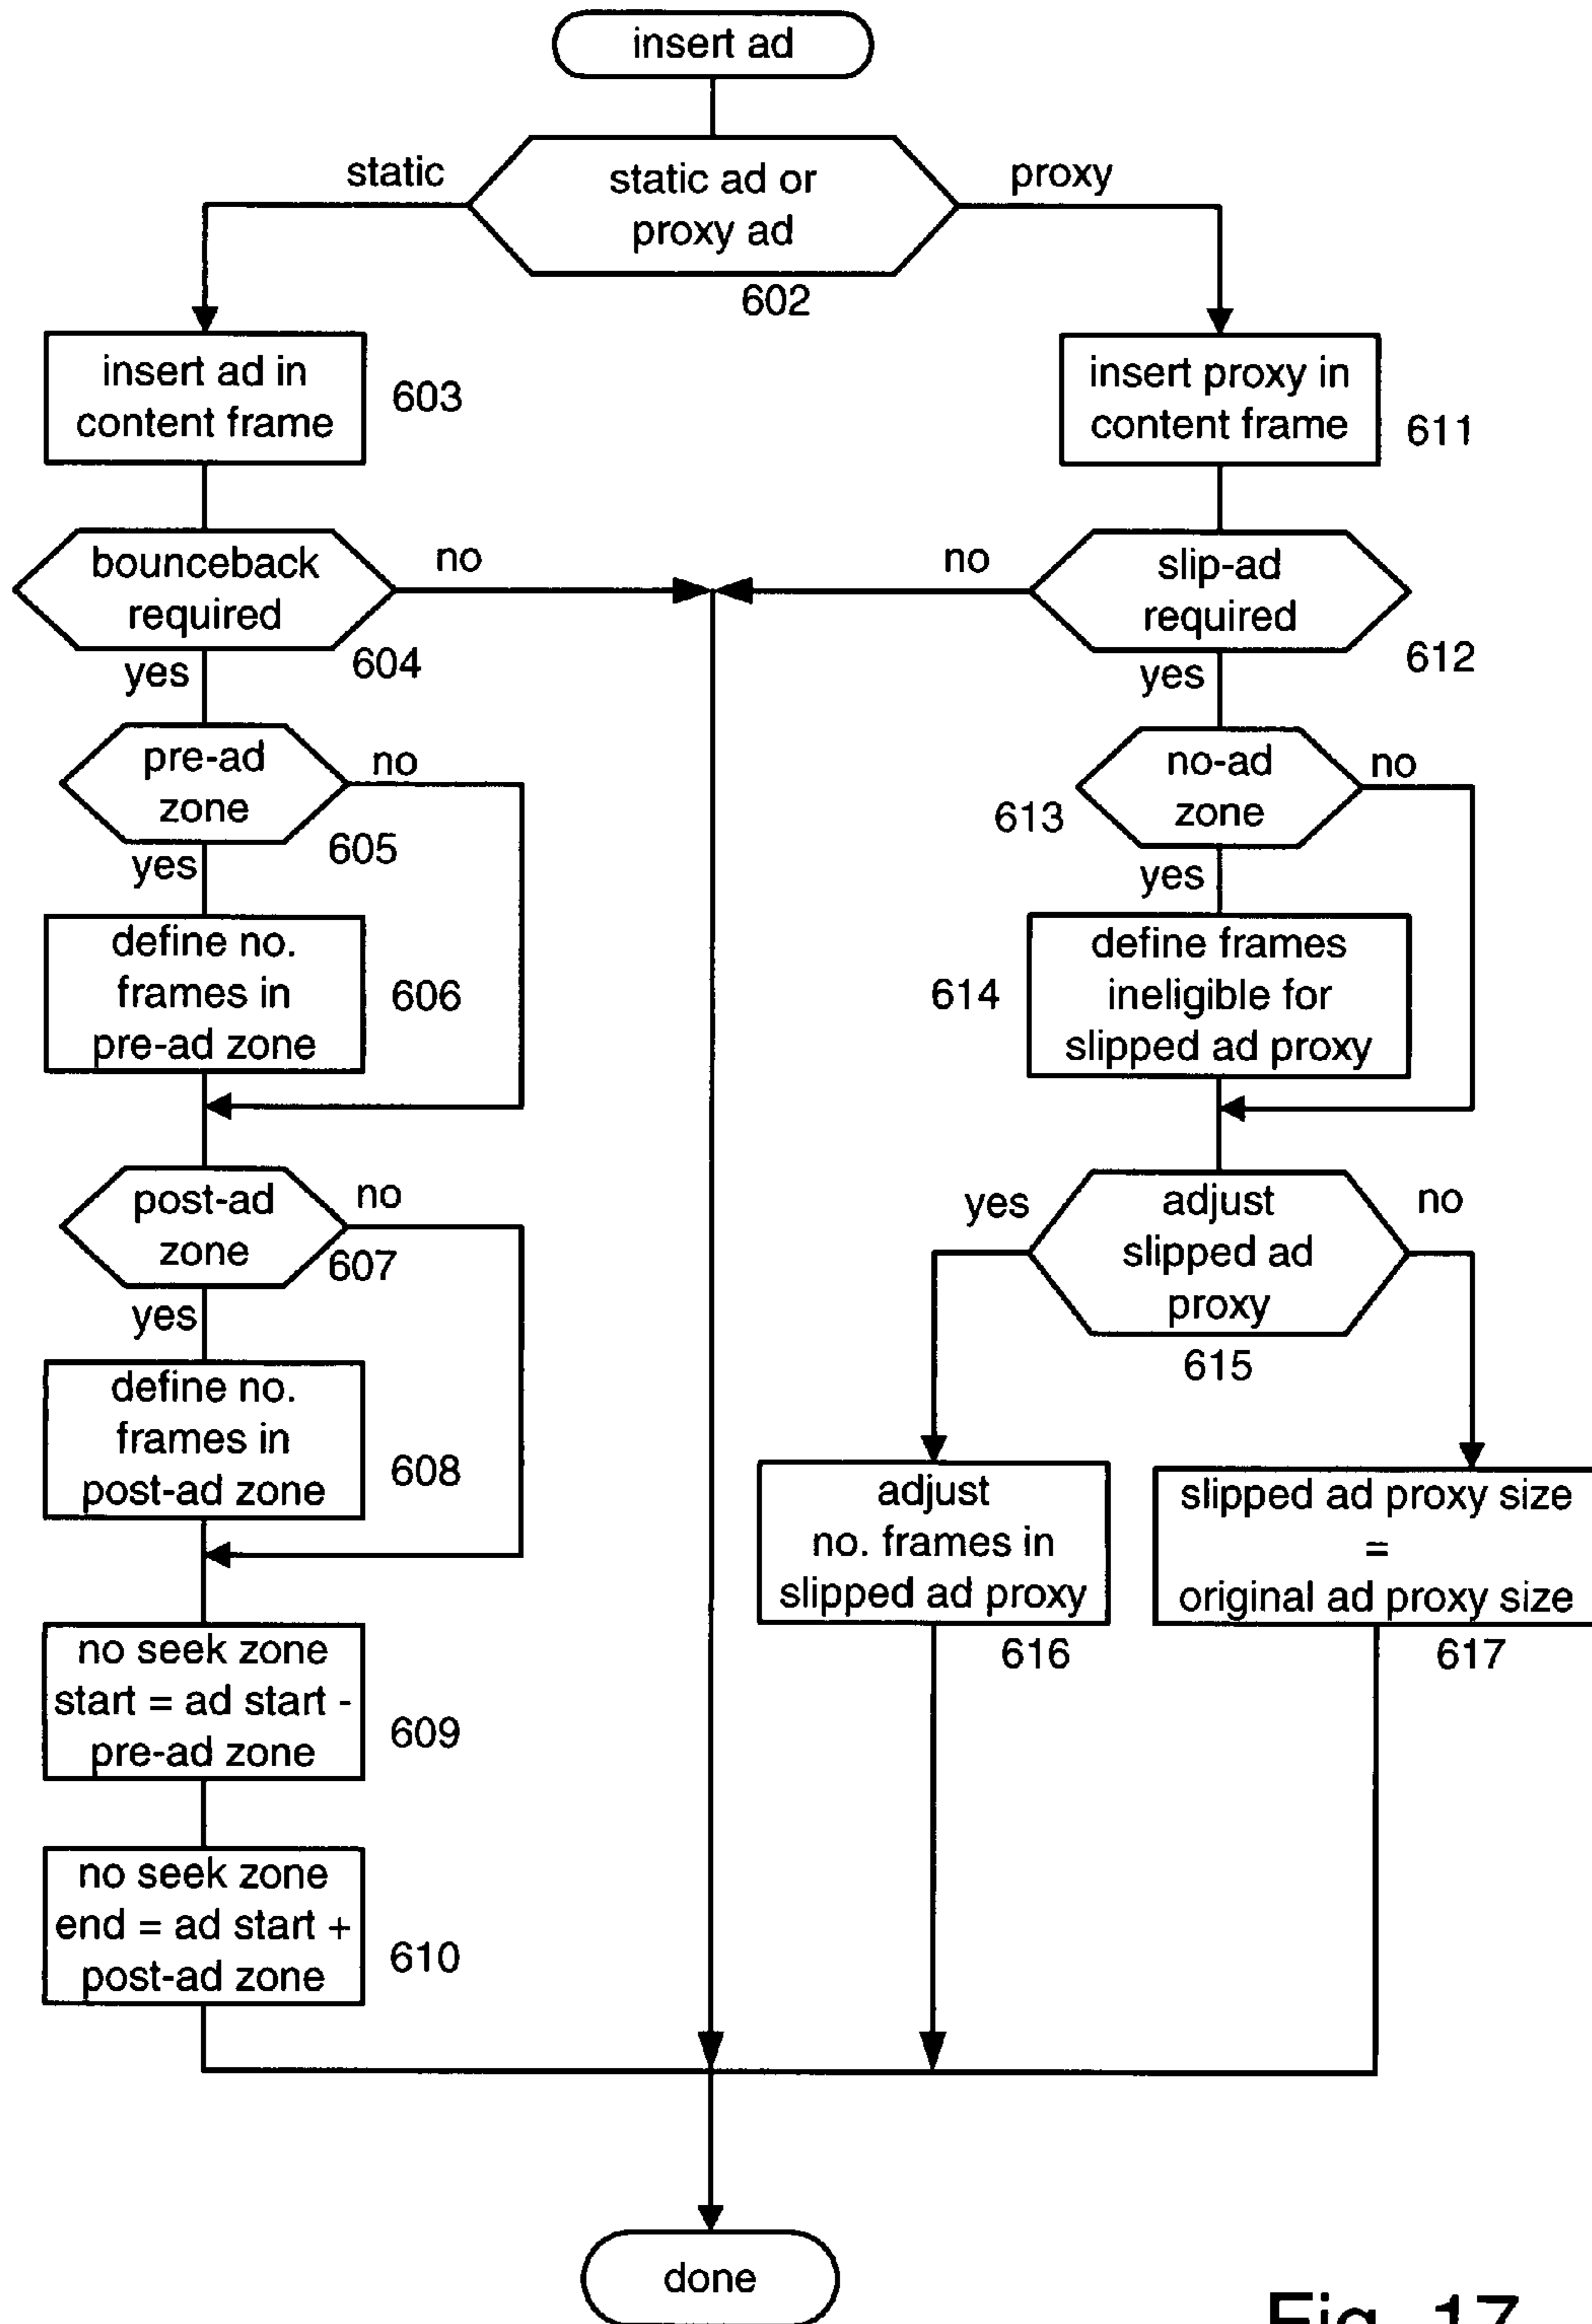 insert ad
static
static ad or
proxy ad
proxy
602
insert ad in
content frame
603
insert proxy in
content frame
611
bounceback
required
no
604
yes
no
slip-ad
required
612
yes
pre-ad
zone
no
605
yes
no-ad
zone
no
613
yes
define no.
frames in
pre-ad zone
606
define frames
ineligible for
slipped ad proxy
614
post-ad
zone
no
607
yes
yes
adjust
slipped ad
proxy
no
615
define no.
frames in
post-ad zone
608
adjust
no. frames in
slipped ad proxy
616
slipped ad proxy size
=
original ad proxy size
617
no seek zone
start = ad start -
pre-ad zone
609
no seek zone
end = ad start +
post-ad zone
610
done
Fig. 17